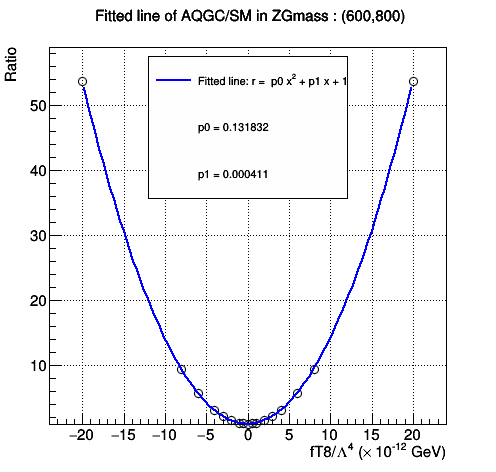 Fitted line of AQGC/SM in ZGmass : (600,800)
Ratio
Fitted line: r = p0 x² + p1 x + 1
p0 = 0.131832
p1 = 0.000411
50
40
30
20
10
−20 −15 −10 −5 0 5 10 15 20
fT8/Λ⁴ (× 10⁻¹² GeV)